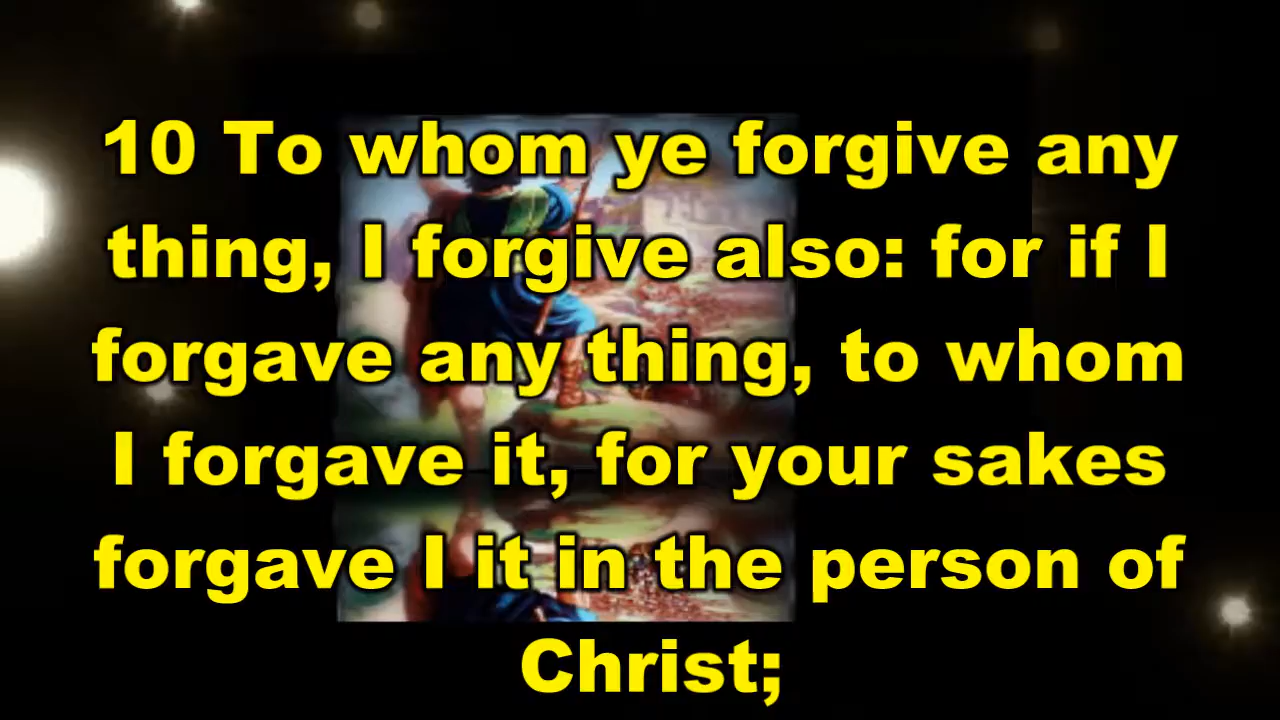 10 To whom ye forgive any
thing, I forgive also: for if I
forgave any thing, to whom
I forgave it, for your sakes
forgave I it in the person of
Christ;